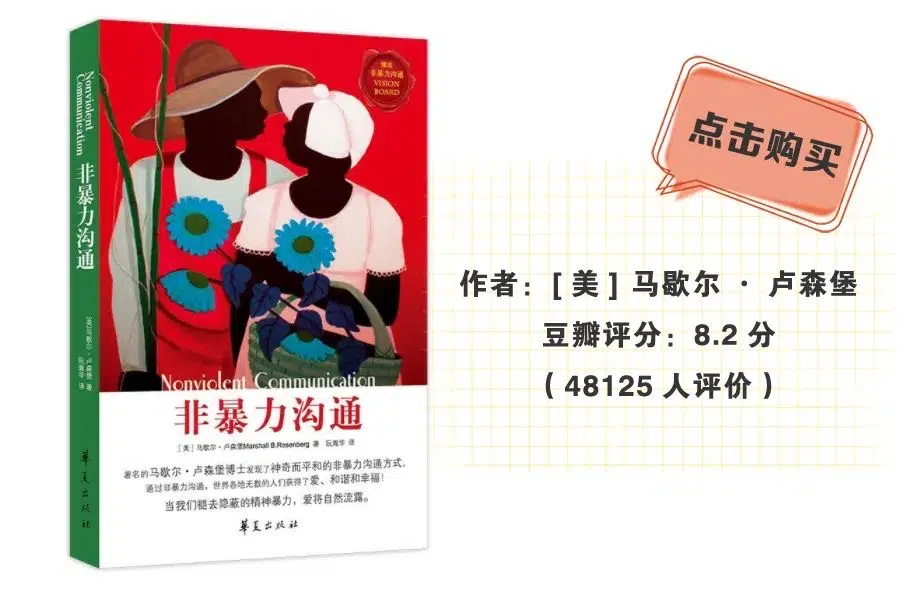 Nonviolent
Communication
非暴力沟通
[美]马歇尔·卢森堡 著
阮胤华 译
华夏出版社
赠送
非暴力沟通
VISION
BOARD
Nonviolent Communication
非暴力沟通
[美]马歇尔·卢森堡Marshall B.Rosenberg 著 阮胤华 译
著名的马歇尔·卢森堡博士发现了神奇而平和的非暴力沟通方式,
通过非暴力沟通,世界各地无数的人们获得了爱、和谐和幸福!
当我们褪去隐蔽的精神暴力,爱将自然流露。
華夏出版社
点击购买
作者:[美]马歇尔 · 卢森堡
豆瓣评分:8.2 分
(48125 人评价)